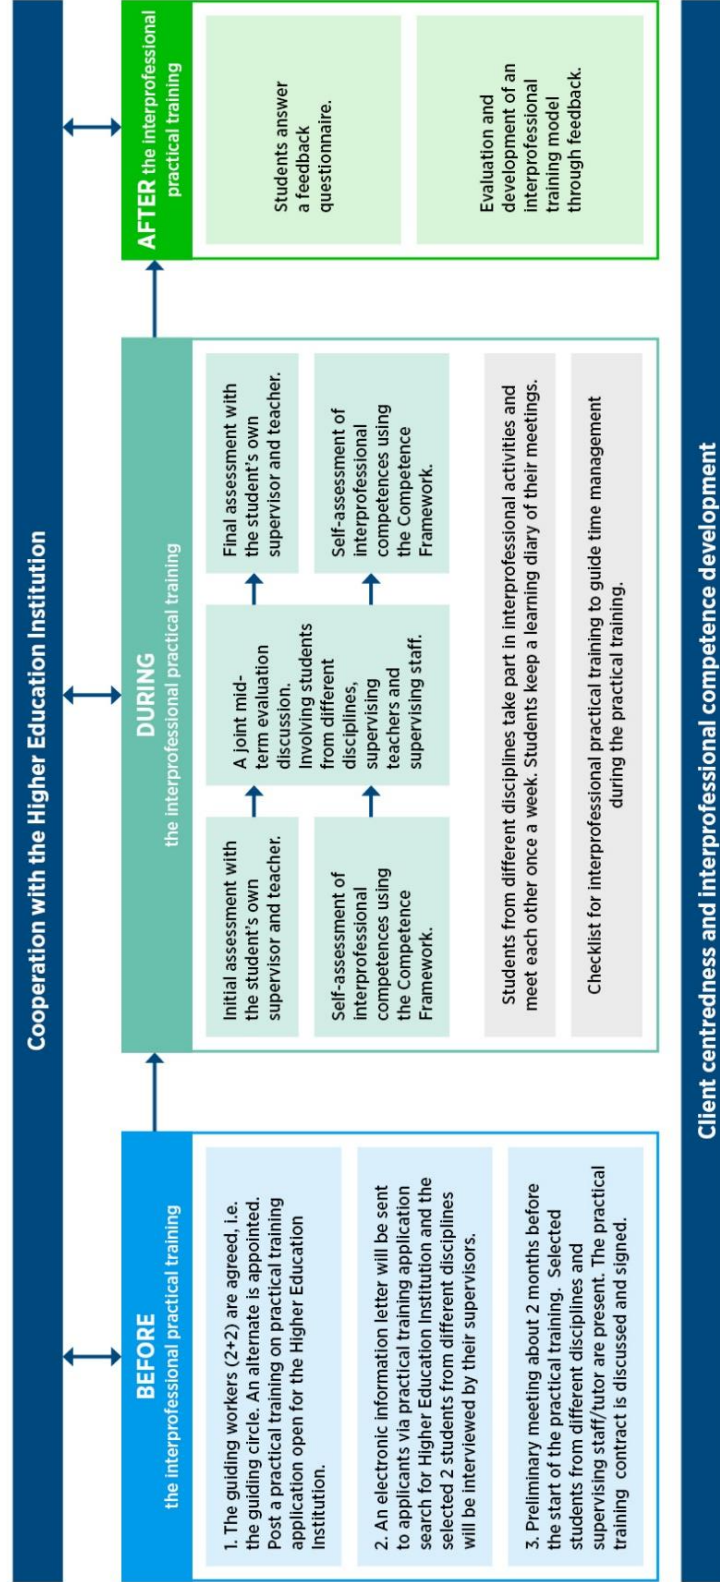 Cooperation with the Higher Education Institution
BEFORE
the interprofessional practical training
1. The guiding workers (2+2) are agreed, i.e.
the guiding circle. An alternate is appointed.
Post a practical training on practical training
application open for the Higher Education
Institution.
2. An electronic information letter will be sent
to applicants via practical training application
search for Higher Education Institution and the
selected 2 students from different disciplines
will be interviewed by their supervisors.
3. Preliminary meeting about 2 months before
the start of the practical training. Selected
students from different disciplines and
supervising staff/tutor are present. The practical
training contract is discussed and signed.
DURING
the interprofessional practical training
Initial assessment with
the student's own
supervisor and teacher.
Self-assessment of
interprofessional
competences using
the Competence
Framework.
A joint mid-
term evaluation
discussion.
Involving students
from different
disciplines,
supervising
teachers and
supervising staff.
Final assessment with
the student's own
supervisor and teacher.
Self-assessment of
interprofessional
competences using
the Competence
Framework.
Students from different disciplines take part in interprofessional activities and
meet each other once a week. Students keep a learning diary of their meetings.
Checklist for interprofessional practical training to guide time management
during the practical training.
AFTER the interprofessional
practical training
Students answer
a feedback
questionnaire.
Evaluation and
development of an
interprofessional
training model
through feedback.
Client centredness and interprofessional competence development